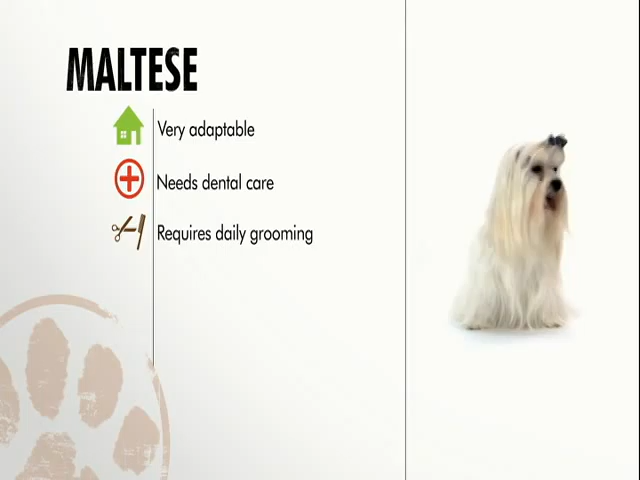 MALTESE
Very adaptable
Needs dental care
Requires daily grooming